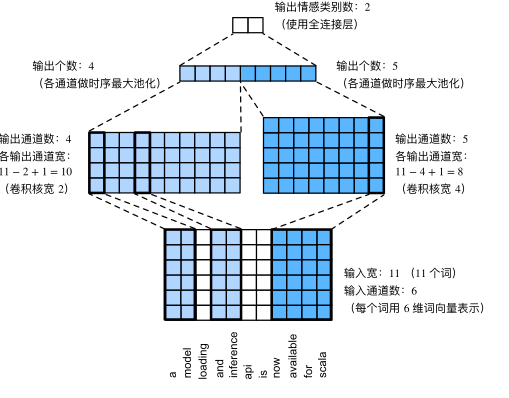 输出情感类别数：2
（使用全连接层）
输出个数：4
（各通道做时序最大池化）
输出个数：5
（各通道做时序最大池化）
输出通道数：4
各输出通道宽：
11 − 2 + 1 = 10
（卷积核宽 2）
输出通道数：5
各输出通道宽：
11 − 4 + 1 = 8
（卷积核宽 4）
输入宽：11 （11 个词）
输入通道数：6
（每个词用 6 维词向量表示）
a
model
loading
and
inference
api
is
now
available
for
scala